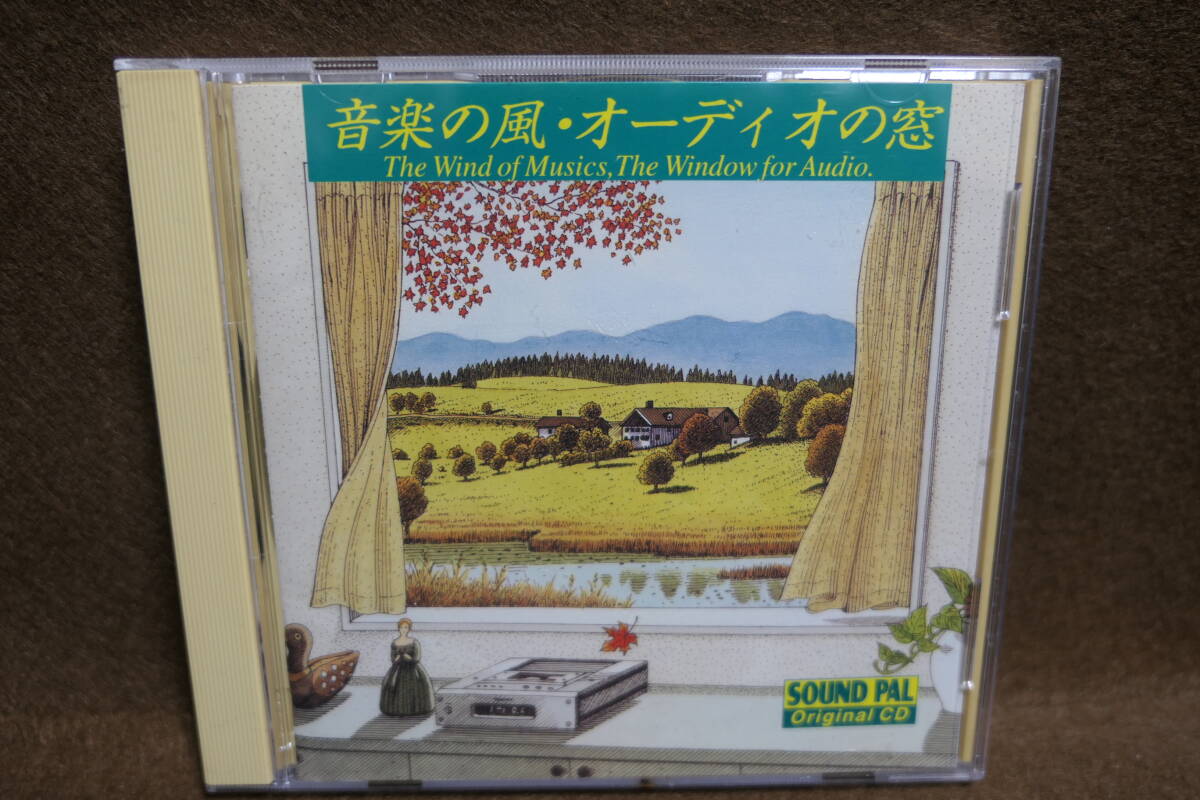 音楽の風・オーディオの窓
The Wind of Musics, The Window for Audio.
SOUND PAL
Original CD